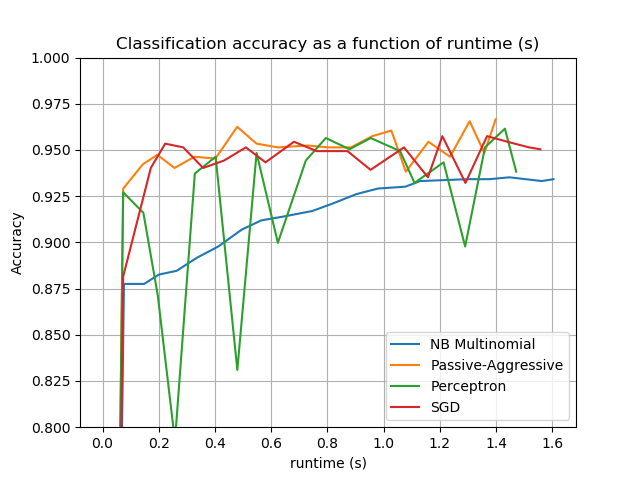 Classification accuracy as a function of runtime (s)
1.000
0.975
0.950
0.925
0.900
0.875
0.850
0.825
0.800
Accuracy
NB Multinomial
Passive-Aggressive
Perceptron
SGD
0.0 0.2 0.4 0.6 0.8 1.0 1.2 1.4 1.6
runtime (s)